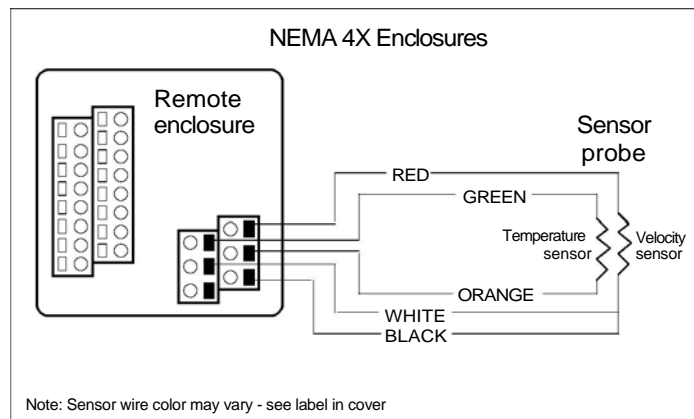 NEMA 4X Enclosures
Remote
enclosure
Sensor
probe
RED
GREEN
Temperature
sensor
Velocity
sensor
ORANGE
WHITE
BLACK
Note: Sensor wire color may vary - see label in cover